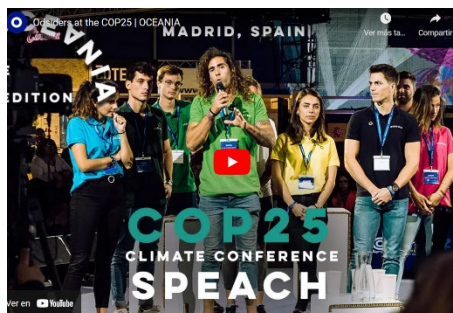 Odsiders at the COP25 | OCEANIA
Ver más ta...
Compartir
MADRID, SPAIN
ANIA
EDITION
COP25
CLIMATE CONFERENCE
SPEACH
Ver en YouTube